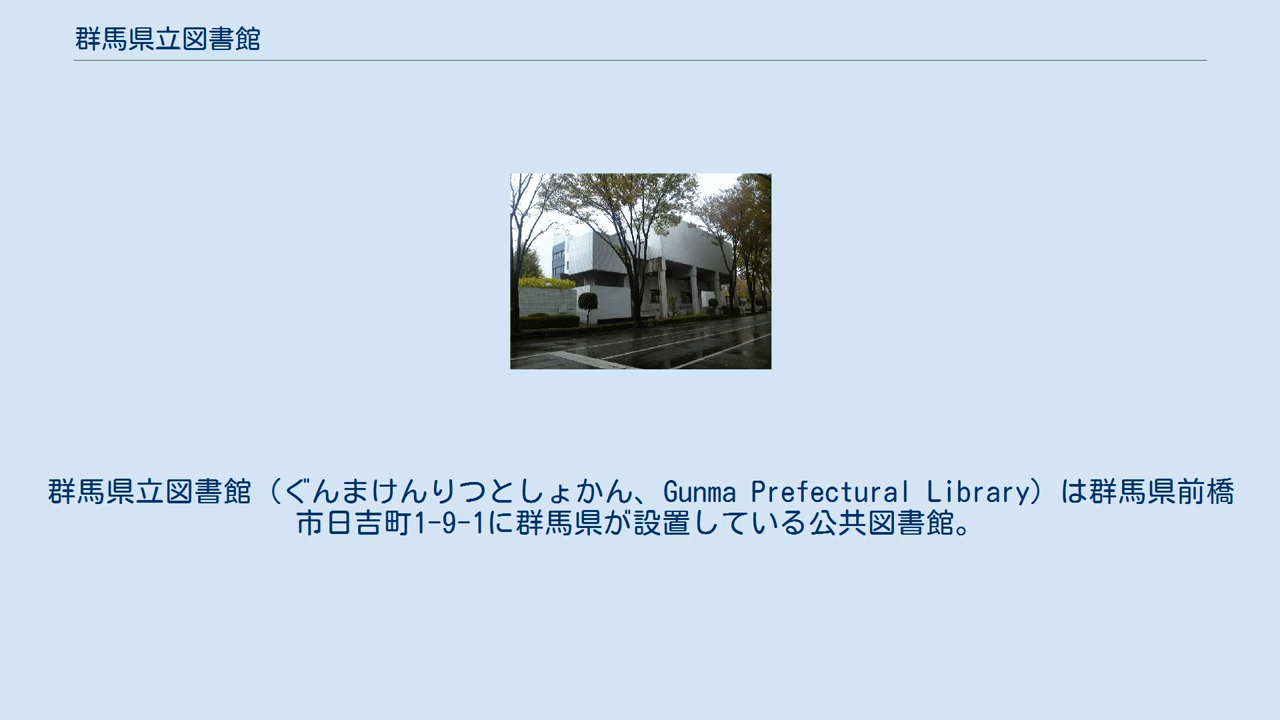 群馬県立図書館
群馬県立図書館（ぐんまけんりつとしょかん、Gunma Prefectural Library）は群馬県前橋
市日吉町1-9-1に群馬県が設置している公共図書館。